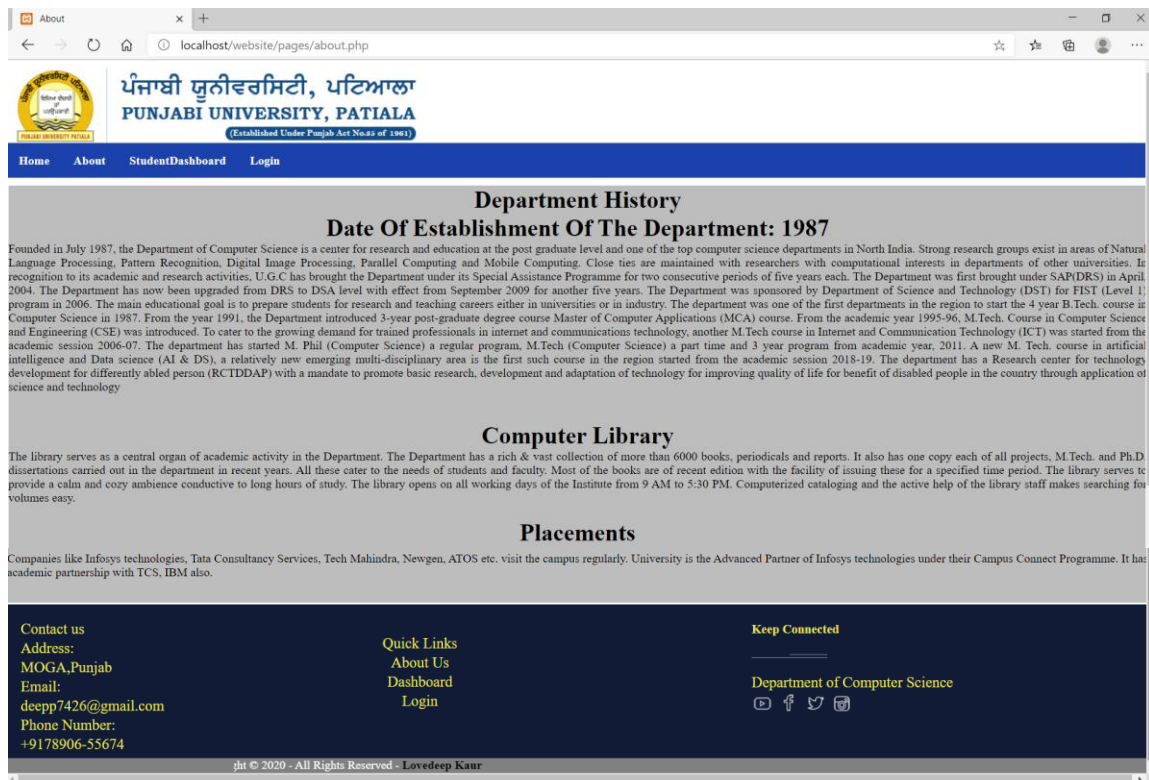 About
localhost/website/pages/about.php
ਪੰਜਾਬੀ ਯੂਨੀਵਰਸਿਟੀ, ਪਟਿਆਲਾ
PUNJABI UNIVERSITY, PATIALA
(Established Under Punjab Act No.35 of 1961)
PUNJABI UNIVERSITY PATIALA
Home About StudentDashboard Login
Department History
Date Of Establishment Of The Department: 1987
Founded in July 1987, the Department of Computer Science is a center for research and education at the post graduate level and one of the top computer science departments in North India. Strong research groups exist in areas of Natural
Language Processing, Pattern Recognition, Digital Image Processing, Parallel Computing and Mobile Computing. Close ties are maintained with researchers with computational interests in departments of other universities. In
recognition to its academic and research activities, U.G.C has brought the Department under its Special Assistance Programme for two consecutive periods of five years each. The Department was first brought under SAP(DRS) in April,
2004. The Department has now been upgraded from DRS to DSA level with effect from September 2009 for another five years. The Department was sponsored by Department of Science and Technology (DST) for FIST (Level 1)
program in 2006. The main educational goal is to prepare students for research and teaching careers either in universities or in industry. The department was one of the first departments in the region to start the 4 year B.Tech. course in
Computer Science in 1987. From the year 1991, the Department introduced 3-year post-graduate degree course Master of Computer Applications (MCA) course. From the academic year 1995-96, M.Tech. Course in Computer Science
and Engineering (CSE) was introduced. To cater to the growing demand for trained professionals in internet and communications technology, another M.Tech course in Internet and Communication Technology (ICT) was started from the
academic session 2006-07. The department has started M. Phil (Computer Science) a regular program, M.Tech (Computer Science) a part time and 3 year program from academic year, 2011. A new M. Tech. course in artificial
intelligence and Data science (AI & DS), a relatively new emerging multi-disciplinary area is the first such course in the region started from the academic session 2018-19. The department has a Research center for technology
development for differently abled person (RCTDDAP) with a mandate to promote basic research, development and adaptation of technology for improving quality of life for benefit of disabled people in the country through application of
science and technology
Computer Library
The library serves as a central organ of academic activity in the Department. The Department has a rich & vast collection of more than 6000 books, periodicals and reports. It also has one copy each of all projects, M.Tech. and Ph.D.
dissertations carried out in the department in recent years. All these cater to the needs of students and faculty. Most of the books are of recent edition with the facility of issuing these for a specified time period. The library serves to
provide a calm and cozy ambience conductive to long hours of study. The library opens on all working days of the Institute from 9 AM to 5:30 PM. Computerized cataloging and the active help of the library staff makes searching for
volumes easy.
Placements
Companies like Infosys technologies, Tata Consultancy Services, Tech Mahindra, Newgen, ATOS etc. visit the campus regularly. University is the Advanced Partner of Infosys technologies under their Campus Connect Programme. It has
academic partnership with TCS, IBM also.
Contact us
Address:
MOGA,Punjab
Email:
deepp7426@gmail.com
Phone Number:
+9178906-55674
Quick Links
About Us
Dashboard
Login
Keep Connected
Department of Computer Science
ght © 2020 - All Rights Reserved - Lovedeep Kaur